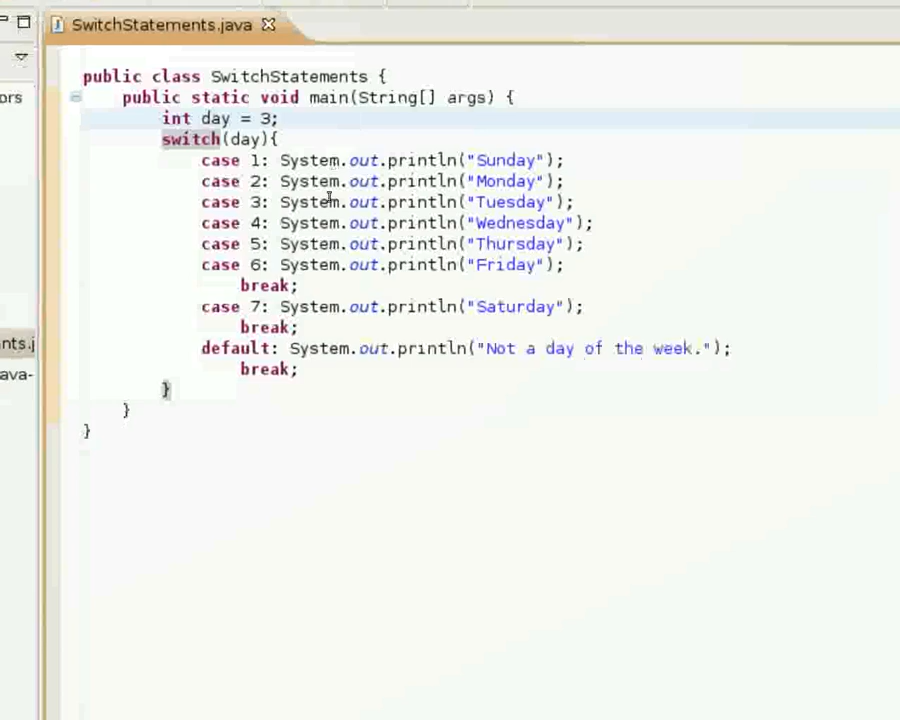 SwitchStatements.java
ors
public class SwitchStatements {
public static void main(String[] args) {
int day = 3;
switch(day){
case 1: System.out.println("Sunday");
case 2: System.out.println("Monday");
case 3: System.out.println("Tuesday");
case 4: System.out.println("Wednesday");
case 5: System.out.println("Thursday");
case 6: System.out.println("Friday");
break;
case 7: System.out.println("Saturday");
break;
nts.j
default: System.out.println("Not a day of the week.");
break;
ava-
}
}
}